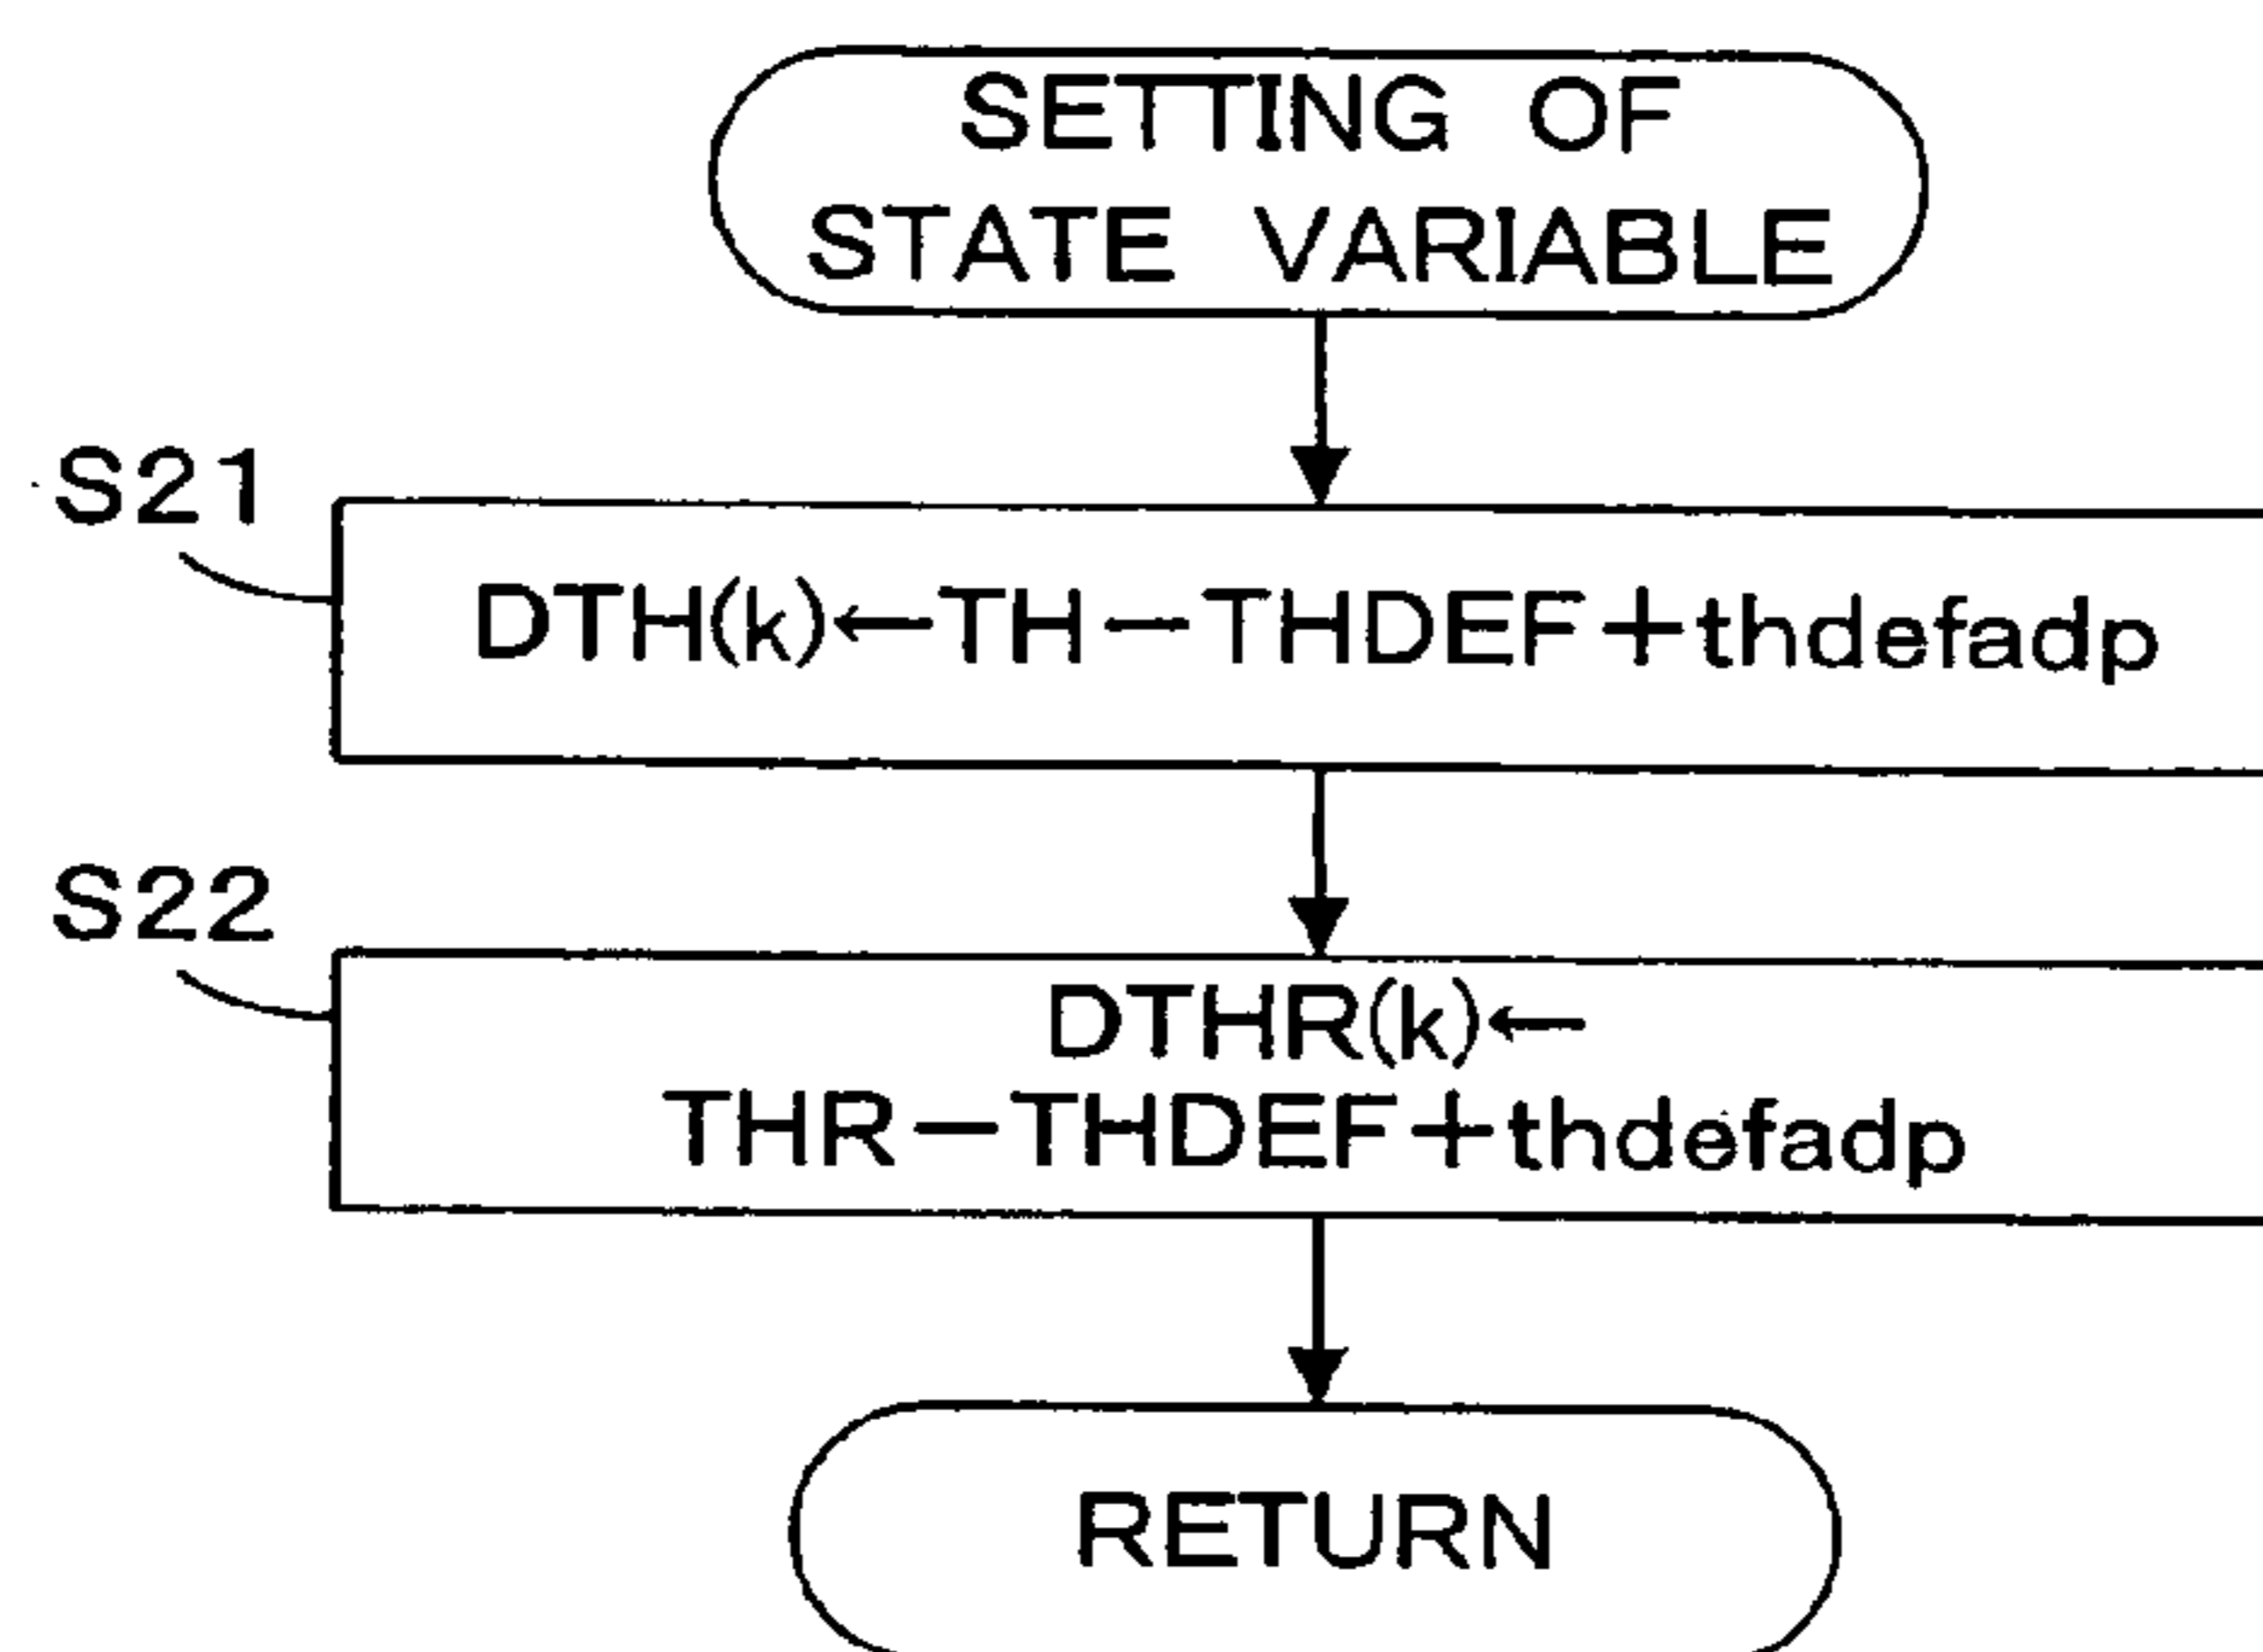 SETTING OF
STATE VARIABLE
S21
DTH(k)←TH－THDEF＋thdefadp
S22
DTHR(k)←
THR－THDEF＋thdefadp
RETURN